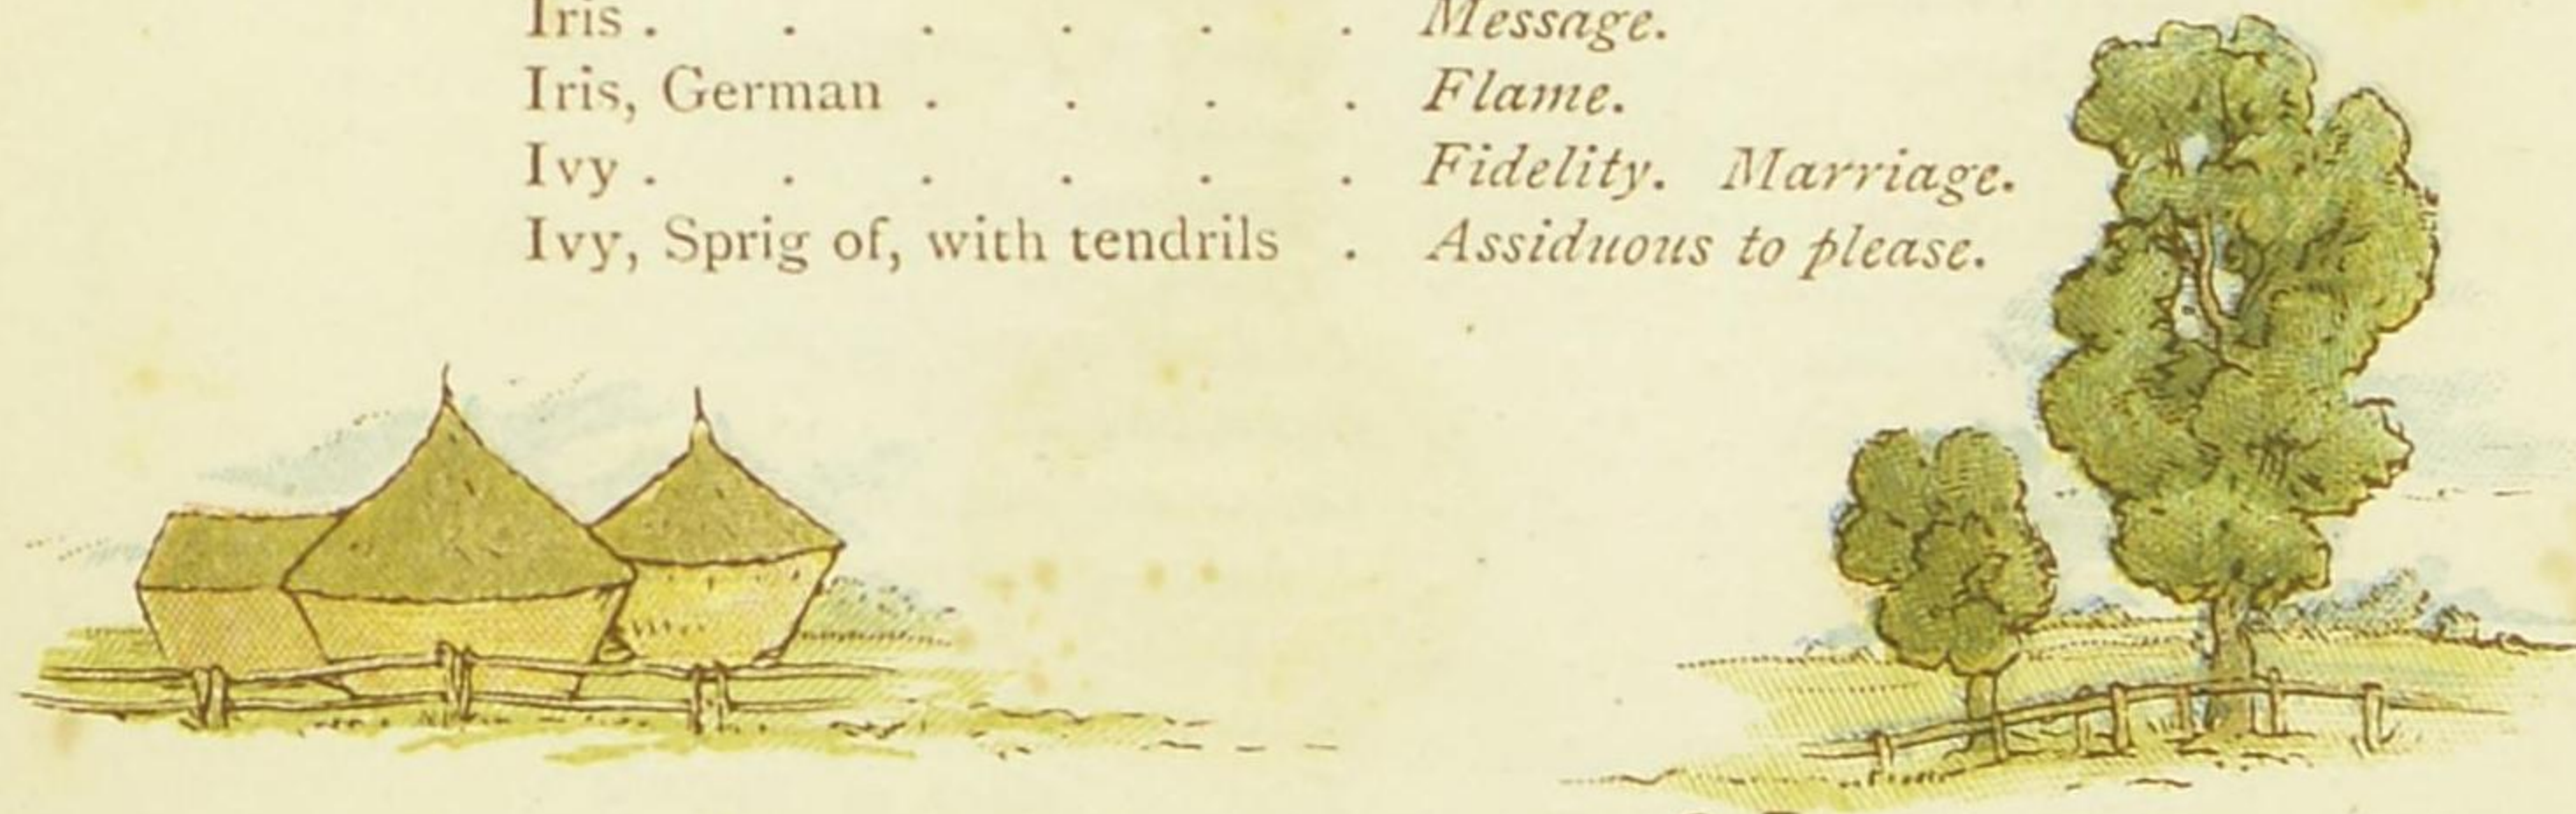 Iris . . . . . . Message.
Iris, German . . . . Flame.
Ivy . . . . . . Fidelity. Marriage.
Ivy, Sprig of, with tendrils . Assiduous to please.